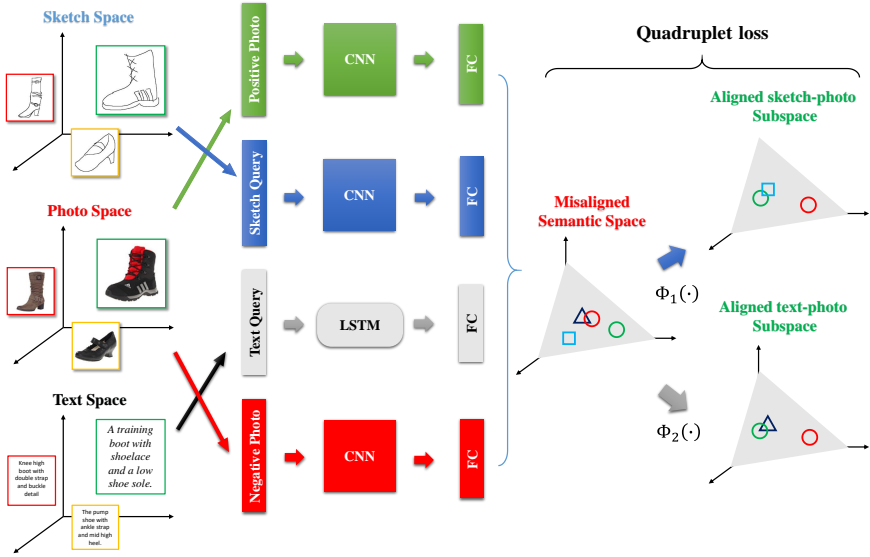 Sketch Space
Photo Space
Text Space
Knee high
boot with
double strap
and buckle
detail
A training
boot with
shoelace
and a low
shoe sole.
The pump
shoe with
ankle strap
and mid high
heel.
Positive Photo
CNN
FC
Sketch Query
CNN
FC
Text Query
LSTM
FC
Negative Photo
CNN
FC
Quadruplet loss
Misaligned
Semantic Space
Φ₁(·)
Φ₂(·)
Aligned sketch-photo
Subspace
Aligned text-photo
Subspace